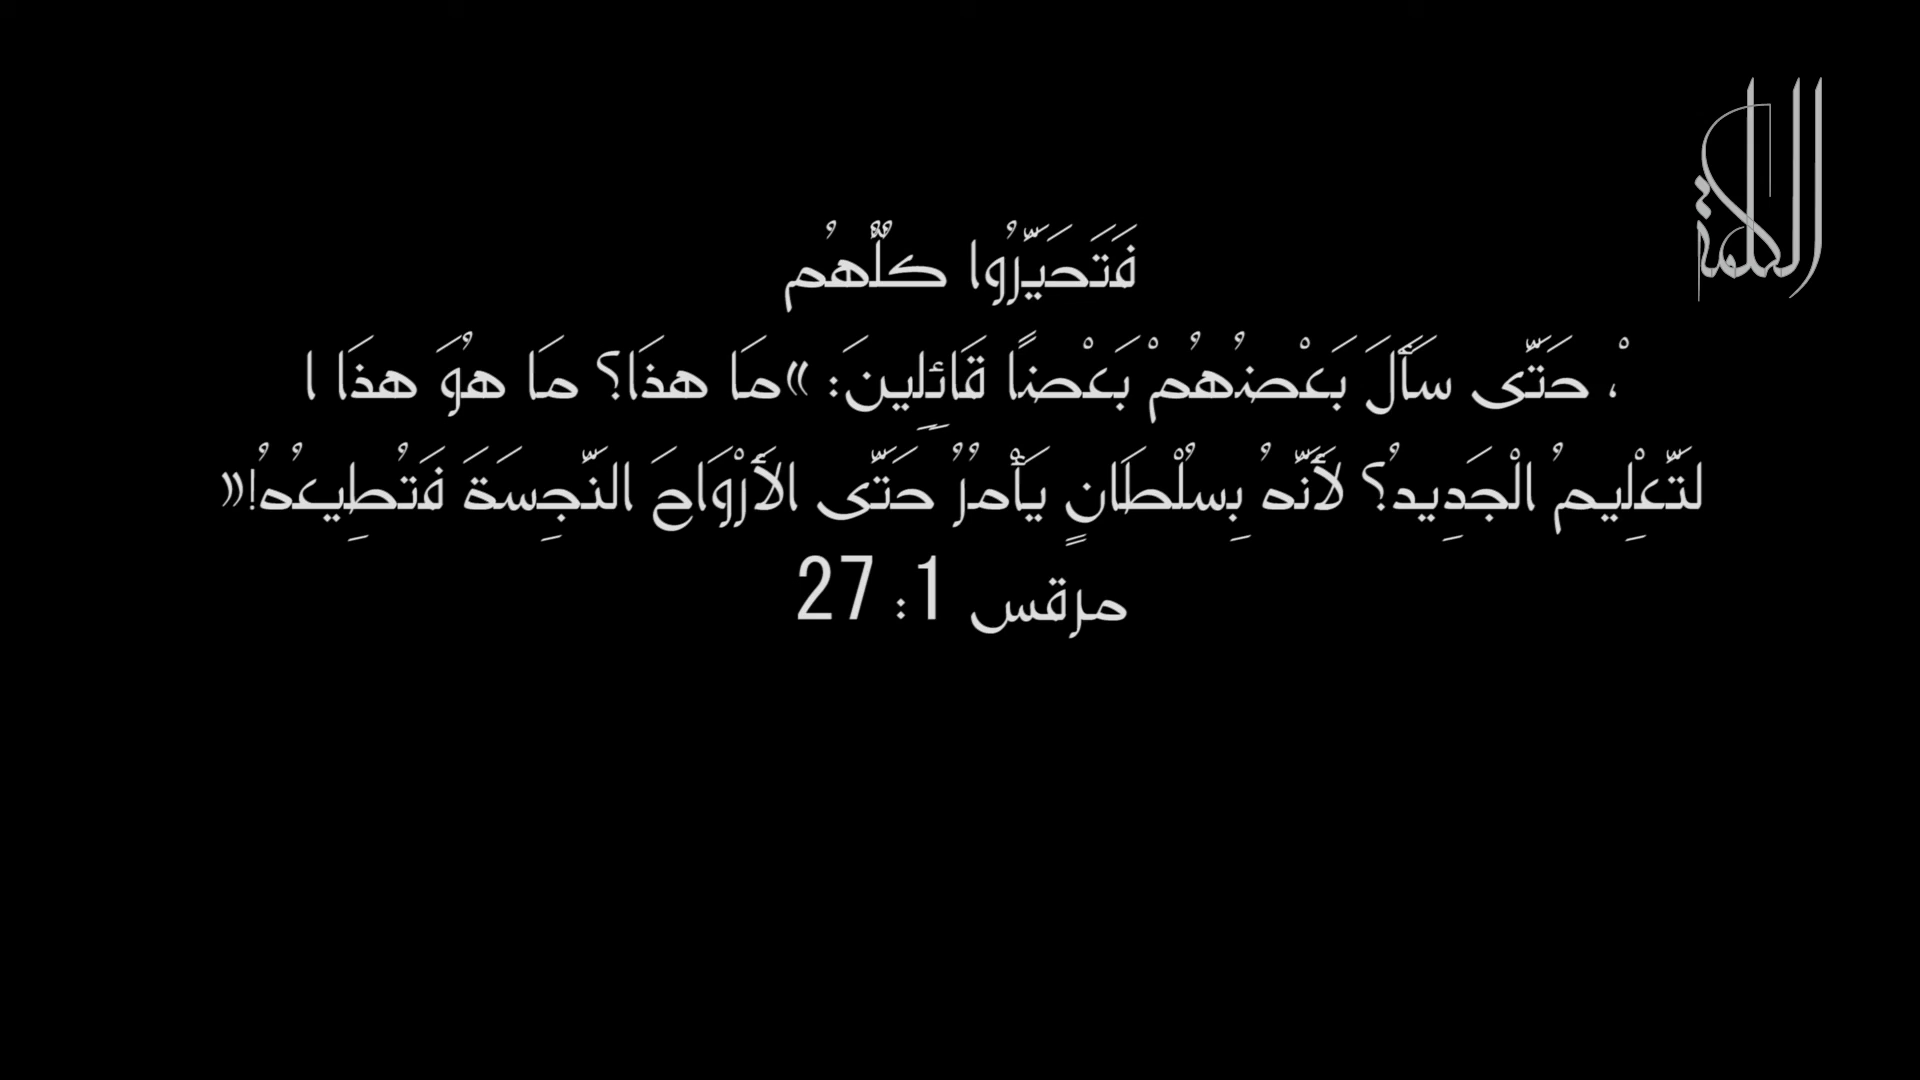 الكلمة
فَتَحَيَّرُوا كُلُّهُم
ْ، حَتَّى سَأَلَ بَعْضُهُمْ بَعْضًا قَائِلِينَ: »مَا هذَا؟ مَا هُوَ هذَا ا
لتَّعْلِيمُ الْجَدِيدُ؟ لأَنَّهُ بِسُلْطَانٍ يَأْمُرُ حَتَّى الأَرْوَاحَ النَّجِسَةَ فَتُطِيعُهُ!«
مرقس 1: 27